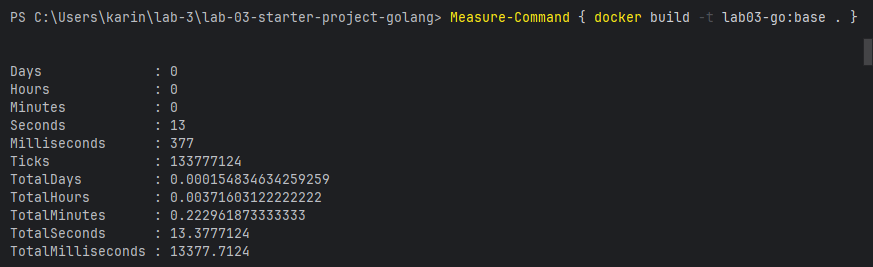 PS C:\Users\karin\lab-3\lab-03-starter-project-golang> Measure-Command { docker build -t lab03-go:base . }
Days              : 0
Hours             : 0
Minutes           : 0
Seconds           : 13
Milliseconds      : 377
Ticks             : 133777124
TotalDays         : 0.000154834634259259
TotalHours        : 0.00371603122222222
TotalMinutes      : 0.222961873333333
TotalSeconds      : 13.3777124
TotalMilliseconds : 13377.7124